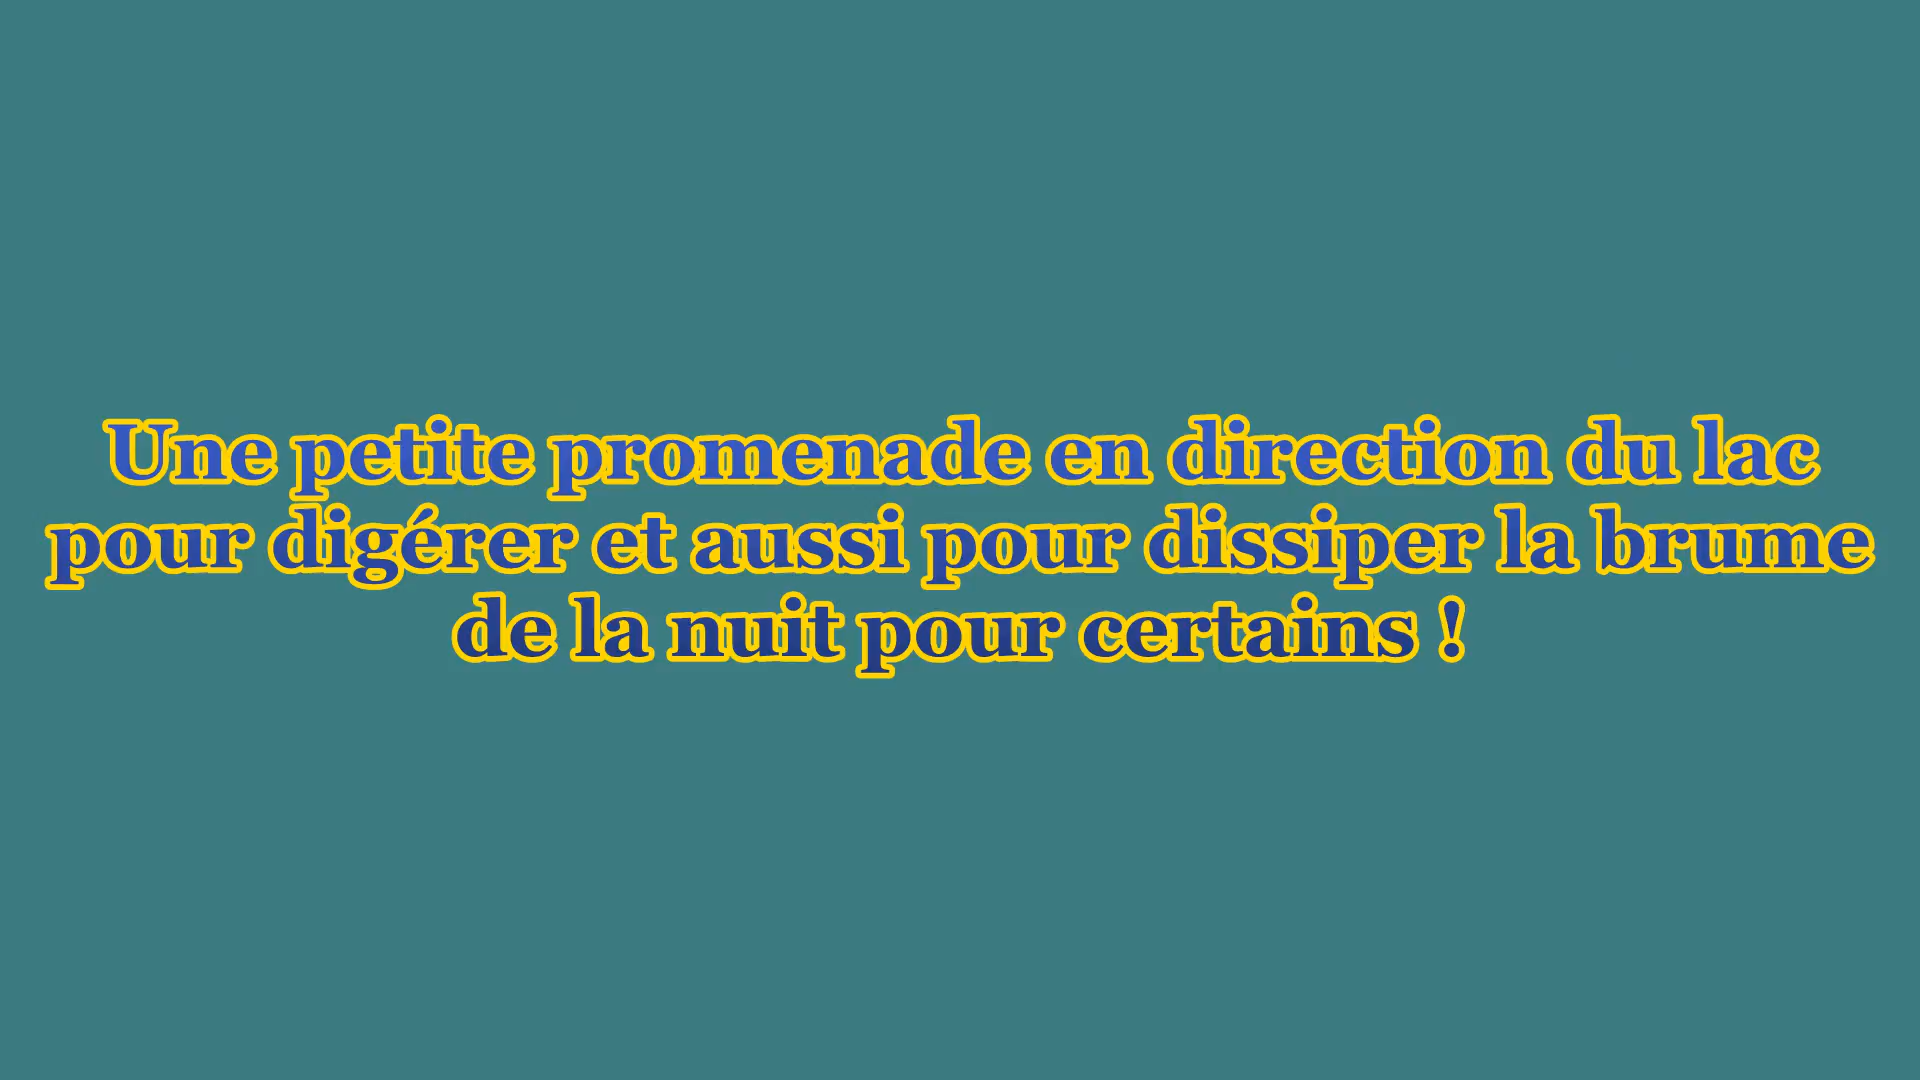 Une petite promenade en direction du lac
pour digérer et aussi pour dissiper la brume
de la nuit pour certains !